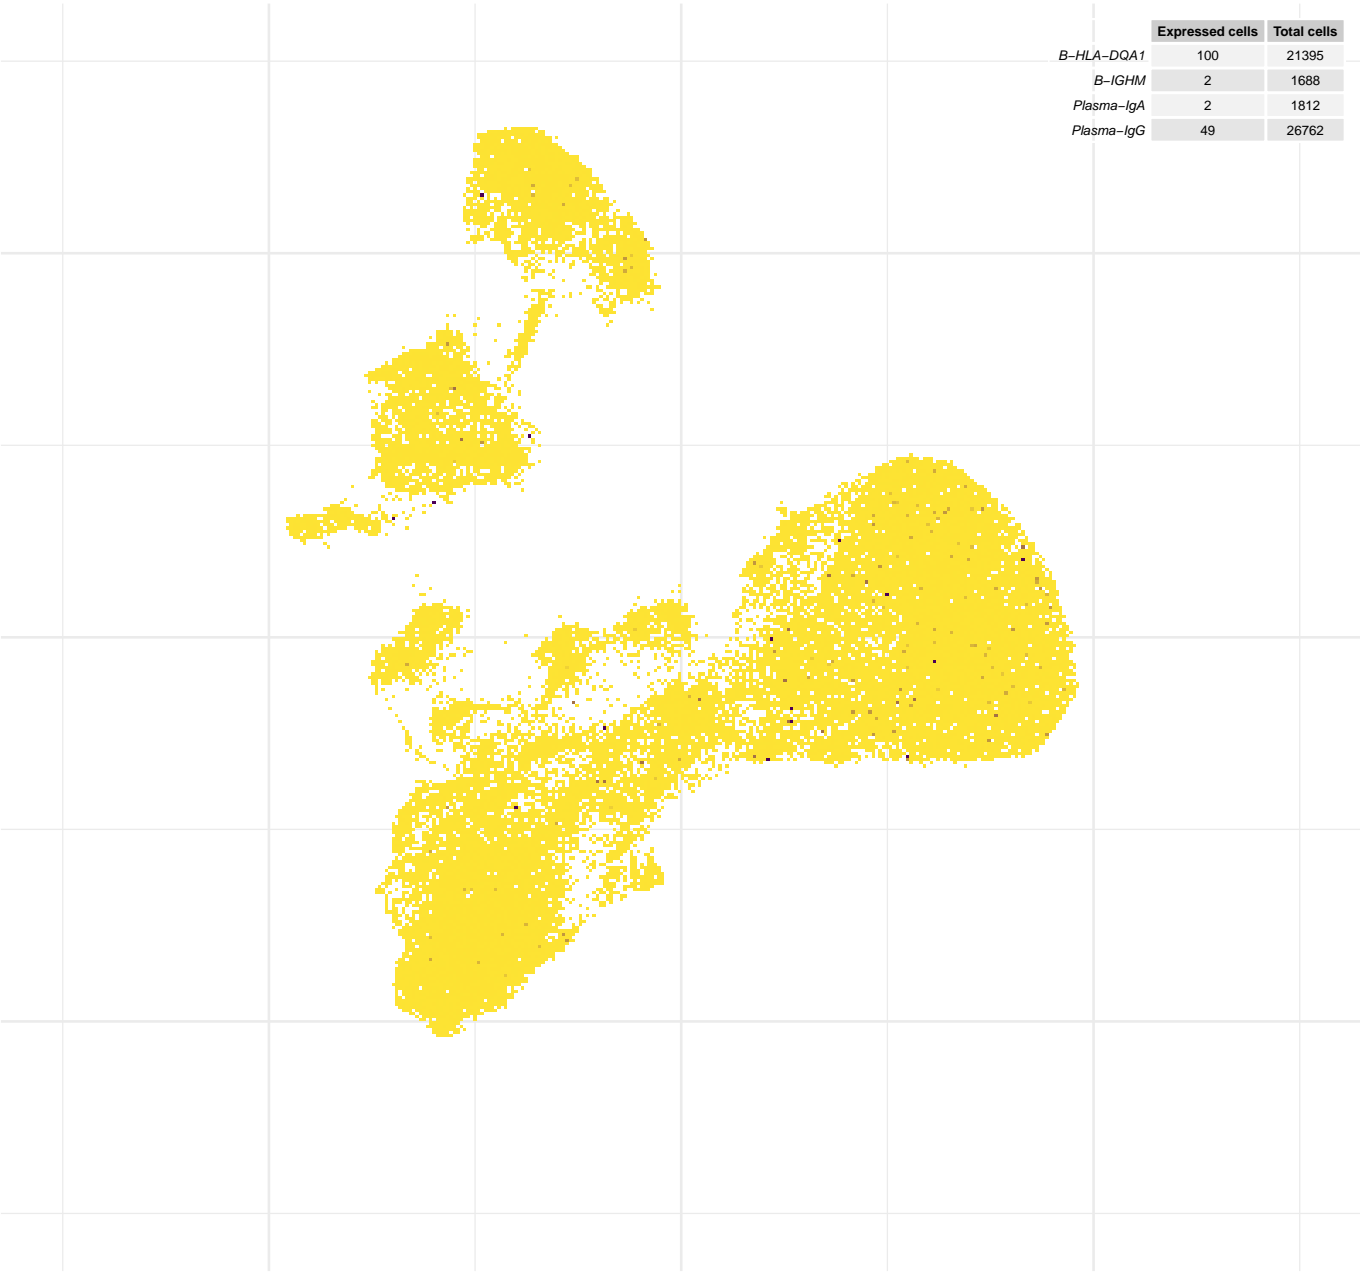 Expressed cells Total cells
B−HLA−DQA1 100 21395
B−IGHM 2 1688
Plasma−IgA 2 1812
Plasma−IgG 49 26762